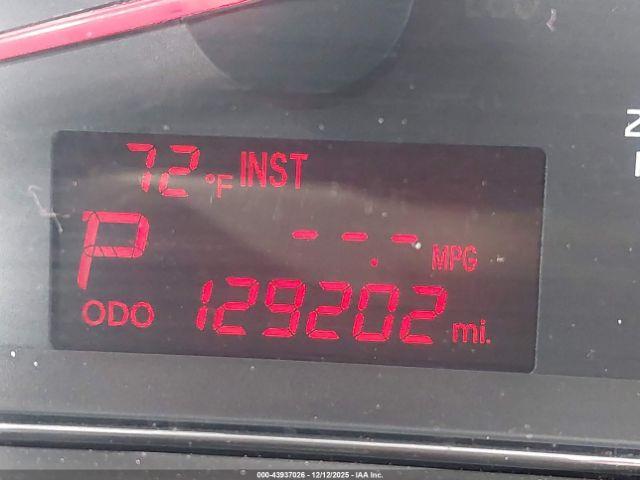 72°F INST
P --.- MPG
ODO 129202 mi.
000-43937026 | 12/12/2025 - IAA Inc.